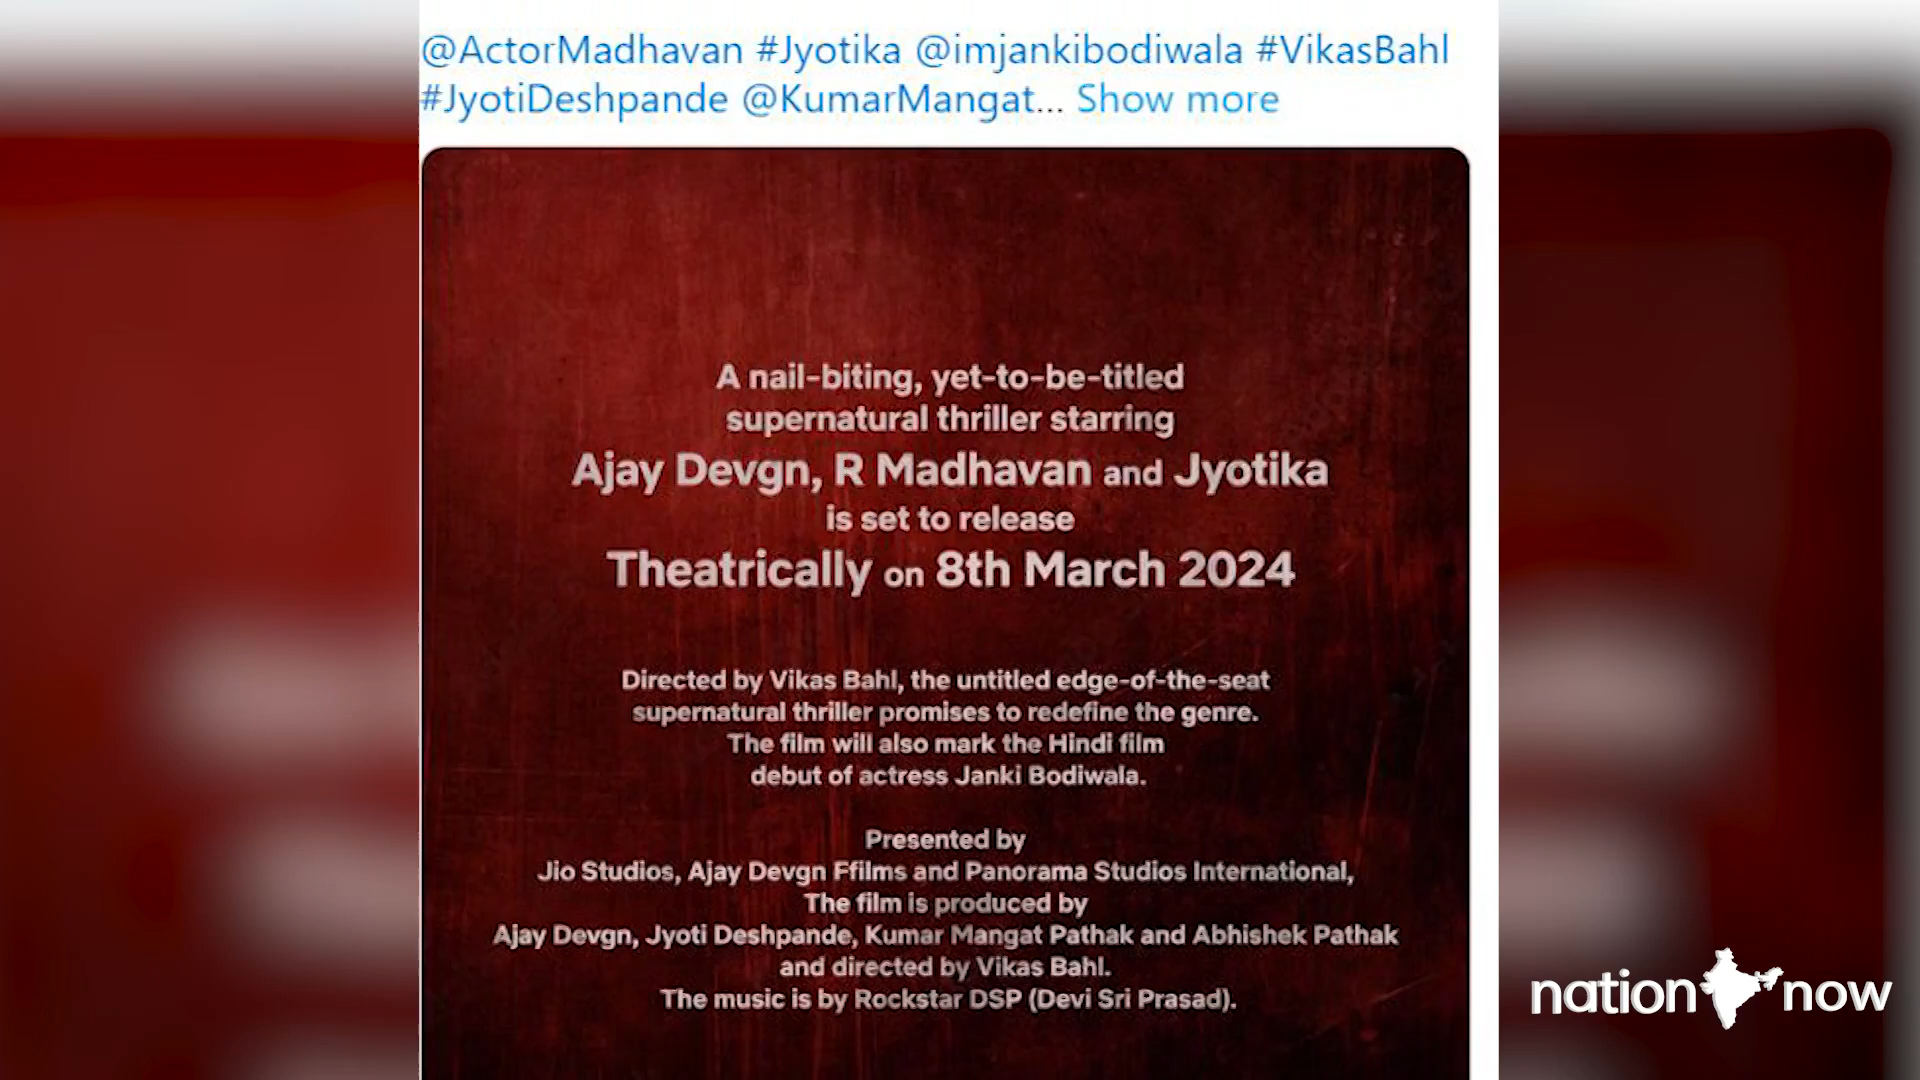 @ActorMadhavan #Jyotika @imjankibodiwala #VikasBahl
#JyotiDeshpande @KumarMangat... Show more
A nail-biting, yet-to-be-titled
supernatural thriller starring
Ajay Devgn, R Madhavan and Jyotika
is set to release
Theatrically on 8th March 2024
Directed by Vikas Bahl, the untitled edge-of-the-seat
supernatural thriller promises to redefine the genre.
The film will also mark the Hindi film
debut of actress Janki Bodiwala.
Presented by
Jio Studios, Ajay Devgn Ffilms and Panorama Studios International,
The film is produced by
Ajay Devgn, Jyoti Deshpande, Kumar Mangat Pathak and Abhishek Pathak
and directed by Vikas Bahl.
The music is by Rockstar DSP (Devi Sri Prasad).
nation now